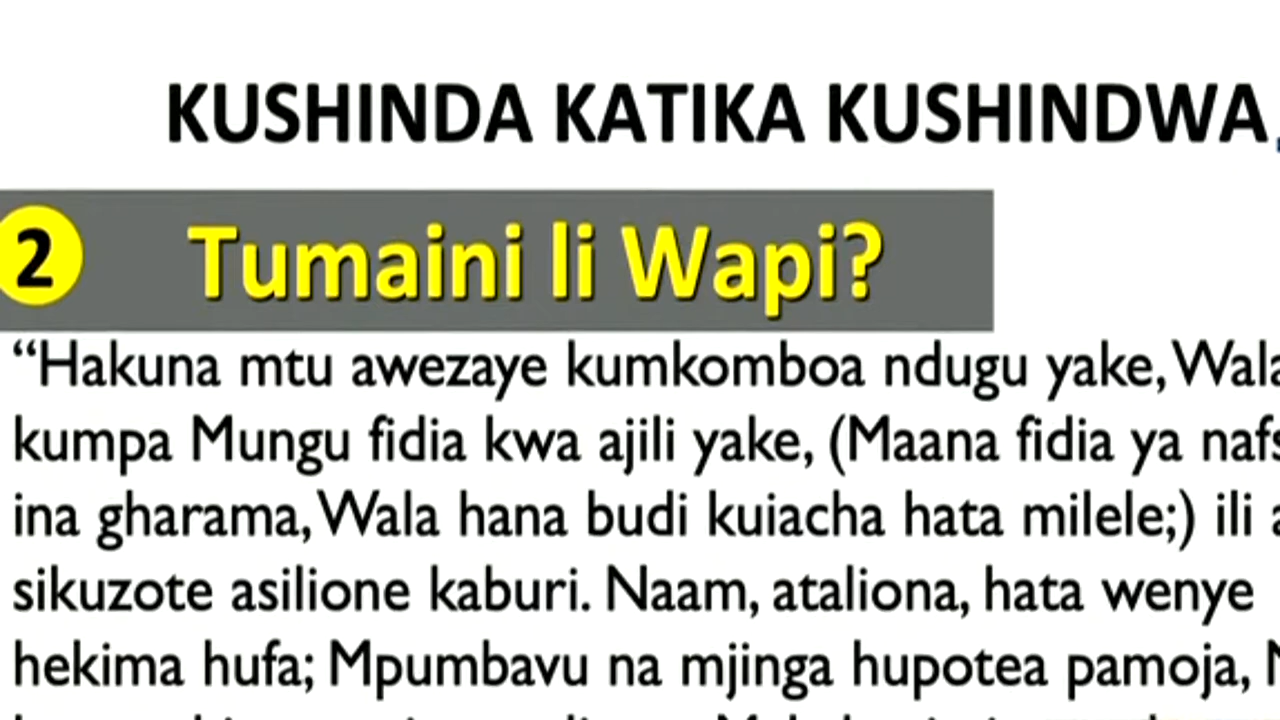 KUSHINDA KATIKA KUSHINDWA
2 Tumaini li Wapi?
“Hakuna mtu awezaye kumkomboa ndugu yake, Wala
kumpa Mungu fidia kwa ajili yake, (Maana fidia ya
ina gharama, Wala hana budi kuiacha hata milele;) ili
sikuzote asilione kaburi. Naam, ataliona, hata wenye
hekima hufa; Mpumbavu na mjinga hupotea pamoja,